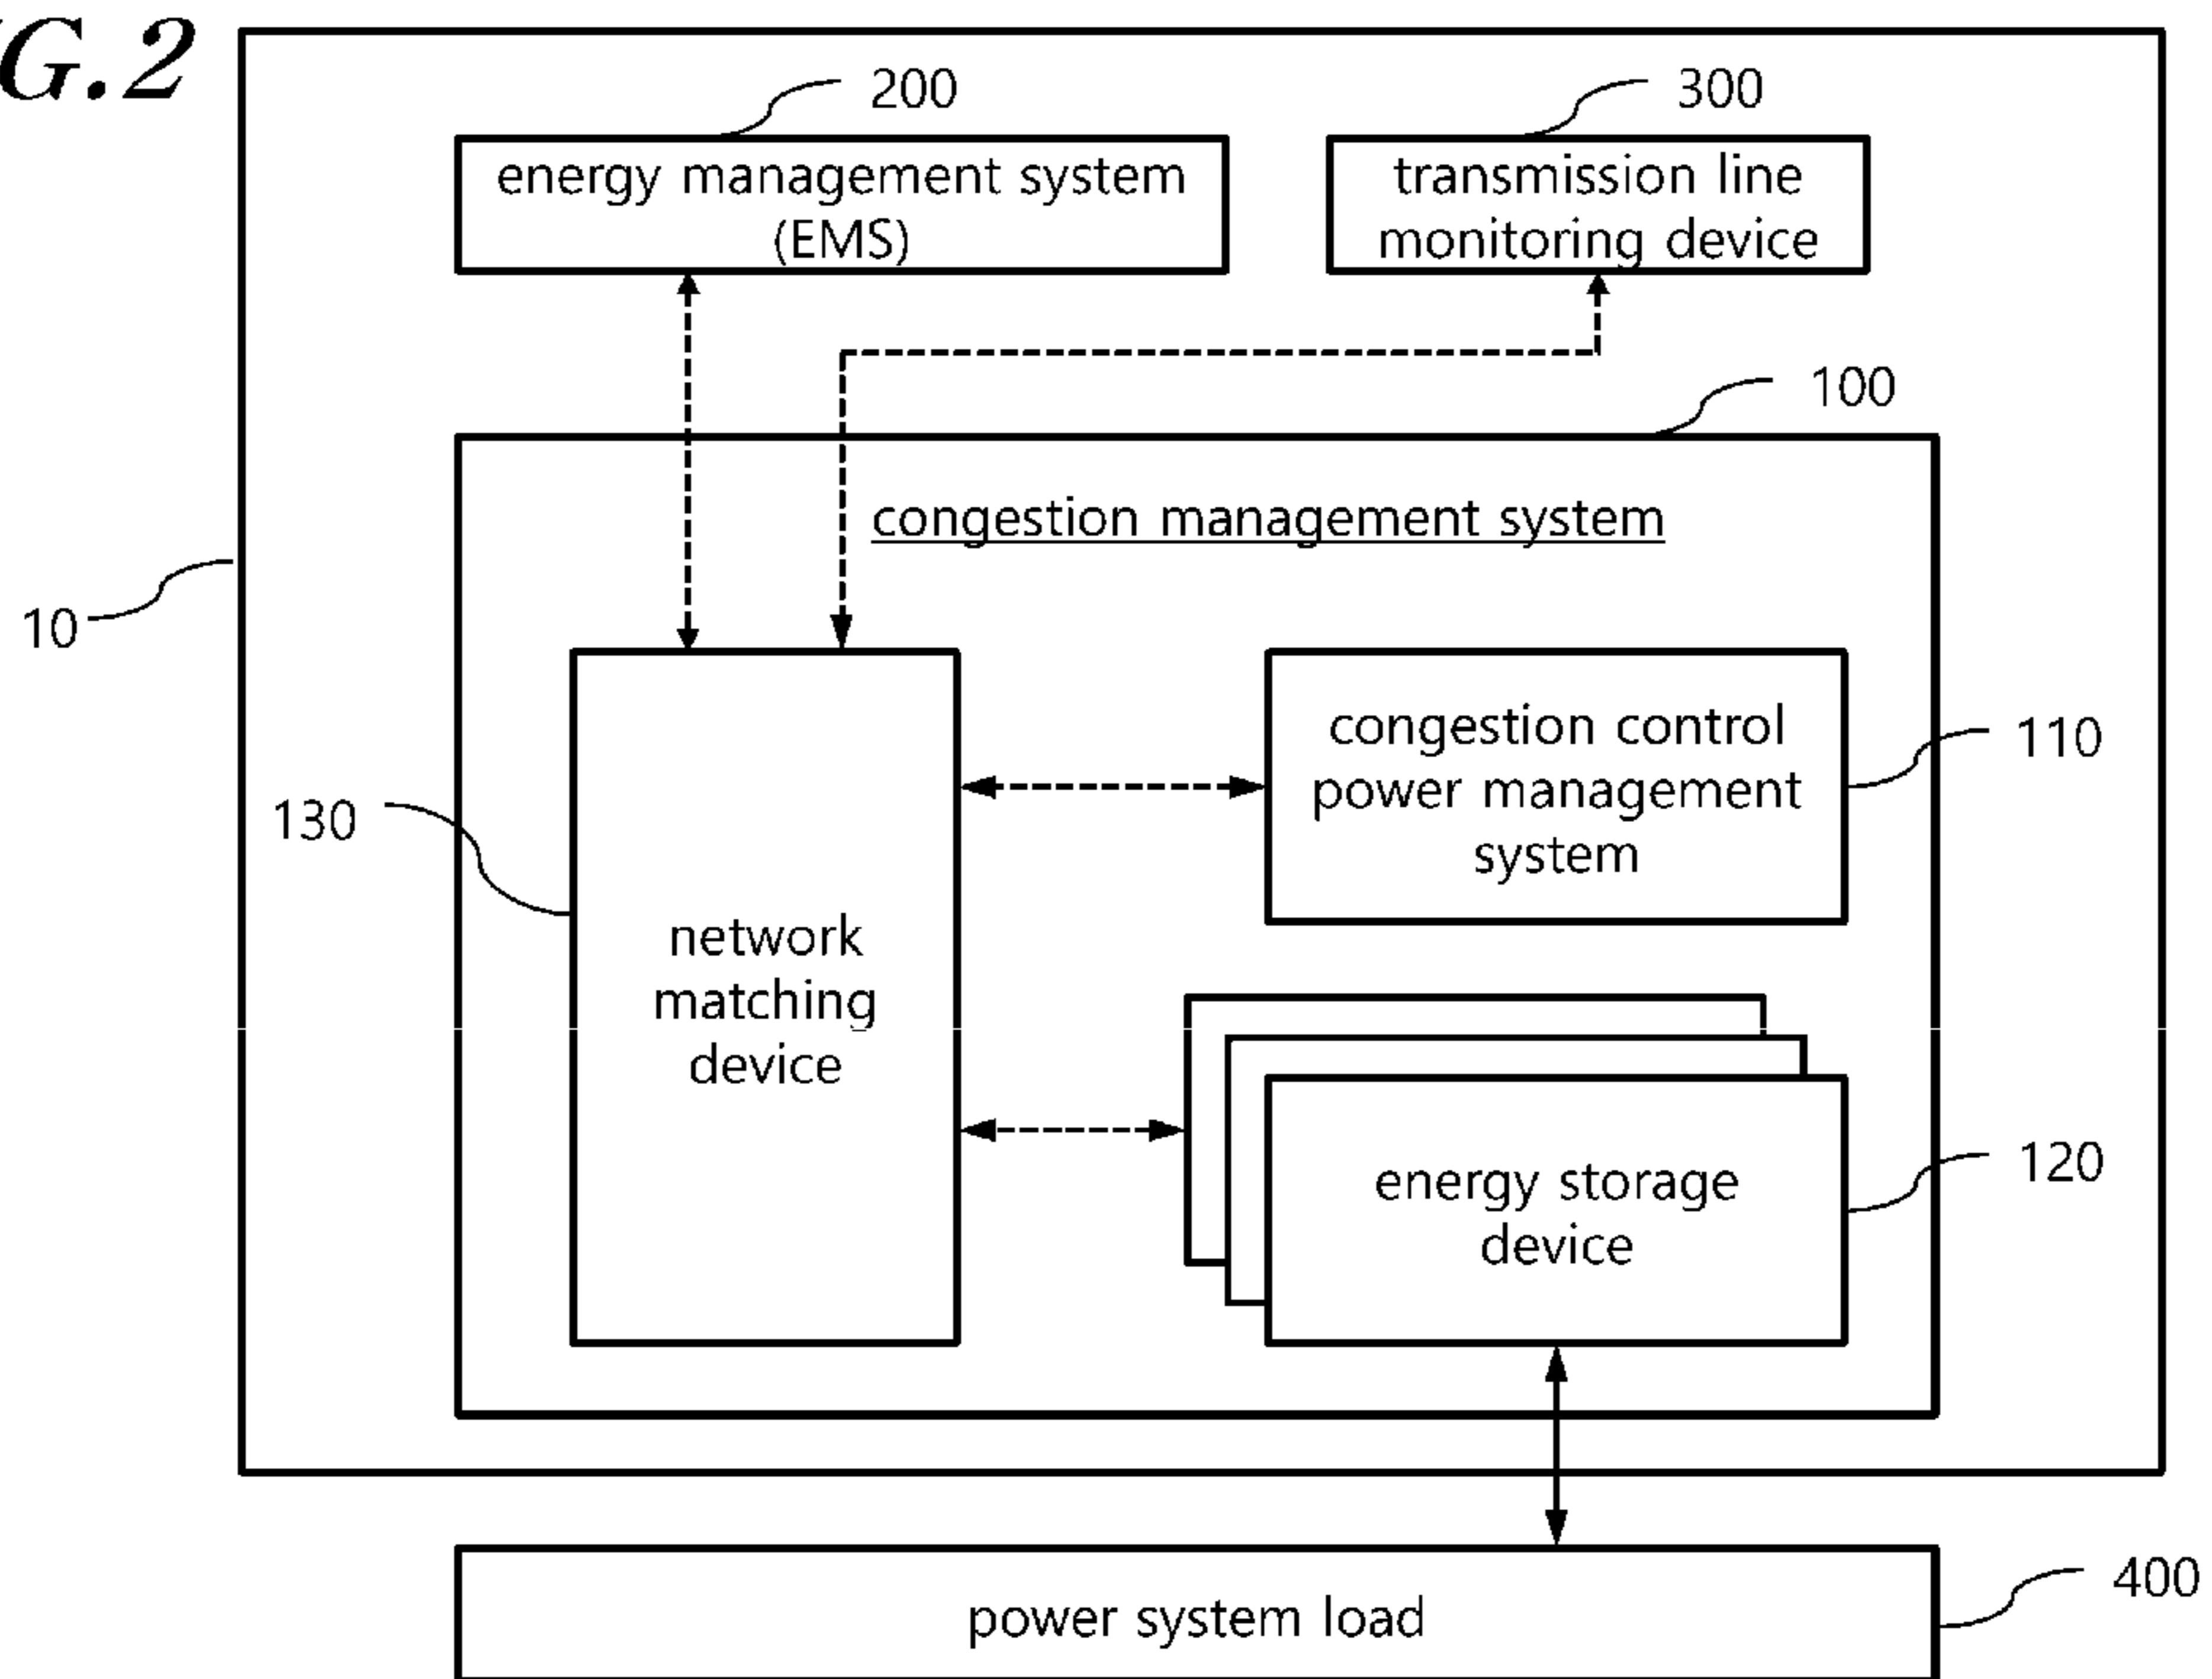 G.2
200
300
energy management system
(EMS)
transmission line
monitoring device
100
congestion management system
10
congestion control
power management
system
110
130
network
matching
device
energy storage
device
120
power system load
400